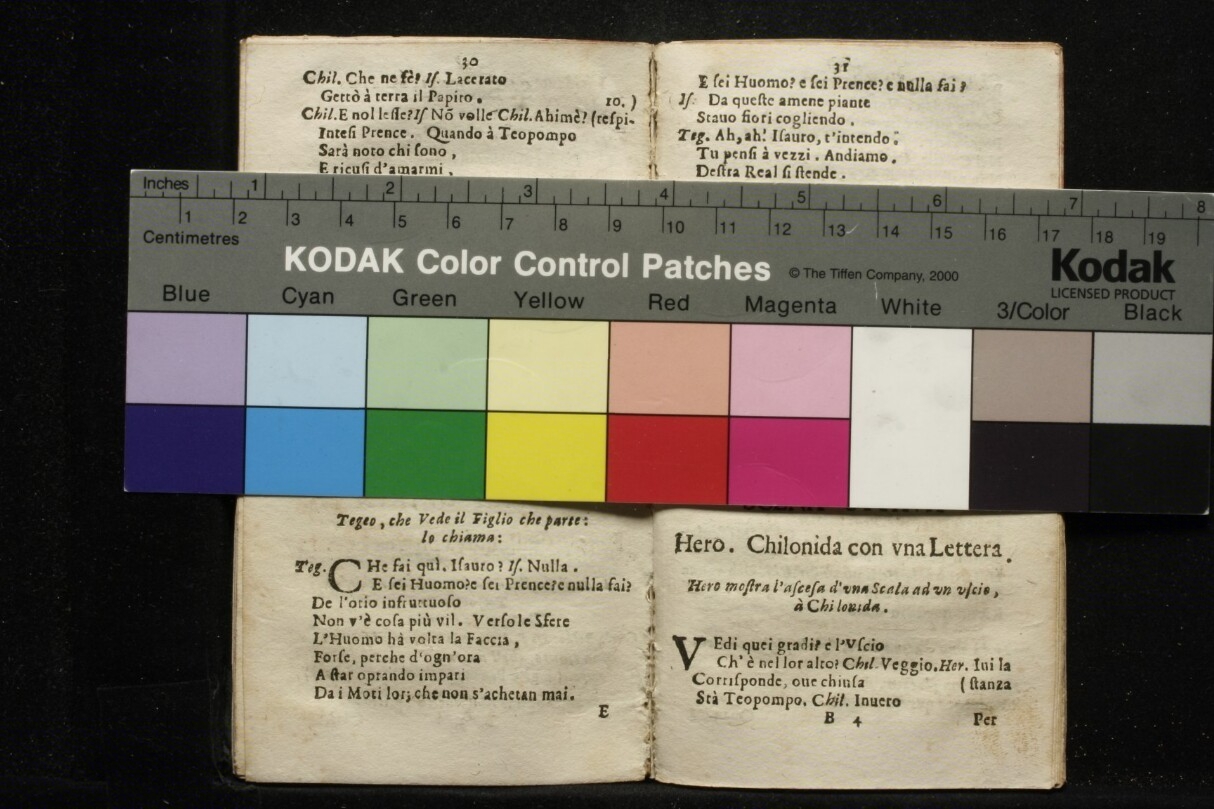 30
Chil. Che ne fè? Iſ. Lacerato
Gettò à terra il Papiro. 10. )
Chil. E nol leſſe? Iſ Nõ volle Chil. Ahimè? (reſpi-
Inteſi Prence. Quando à Teopompo
Sarà noto chi ſono,
E ricuſi d'amarmi,
31
E ſei Huomo? e ſei Prence? e nulla fai?
Iſ. Da queſte amene piante
Stauo fiori cogliendo.
Teg. Ah, ah! Iſauro, t'intendo:
Tu penſi à vezzi. Andiamo.
Deſtra Real ſi ſtende.
Inches 1 2 3 4 5 6 7 8
Centimetres 1 2 3 4 5 6 7 8 9 10 11 12 13 14 15 16 17 18 19
KODAK Color Control Patches © The Tiffen Company, 2000
Kodak
LICENSED PRODUCT
Blue Cyan Green Yellow Red Magenta White 3/Color Black
Tegeo, che Vede il Figlio che parte:
lo chiama:
Teg. CHe fai quì. Iſauro? Iſ. Nulla.
E ſei Huomo? e ſei Prence? e nulla fai?
De l'otio infruttuoſo
Non v'è coſa più vil. Verſo le Sfere
L'Huomo hà volta la Faccia,
Forſe, perche d'ogn'ora
A ſtar oprando impari
Da i Moti lor; che non s'achetan mai.
E
Hero. Chilonida con vna Lettera.
Hero moſtra l'aſceſa d'vna Scala ad vn vſcio,
à Chilonida.
VEdi quei gradi? e l'Vſcio
Ch' è nel lor alto? Chil. Veggio. Her. Iui la
Corriſponde, oue chiuſa ( ſtanza
Stà Teopompo. Chil. Inuero
B 4 Per